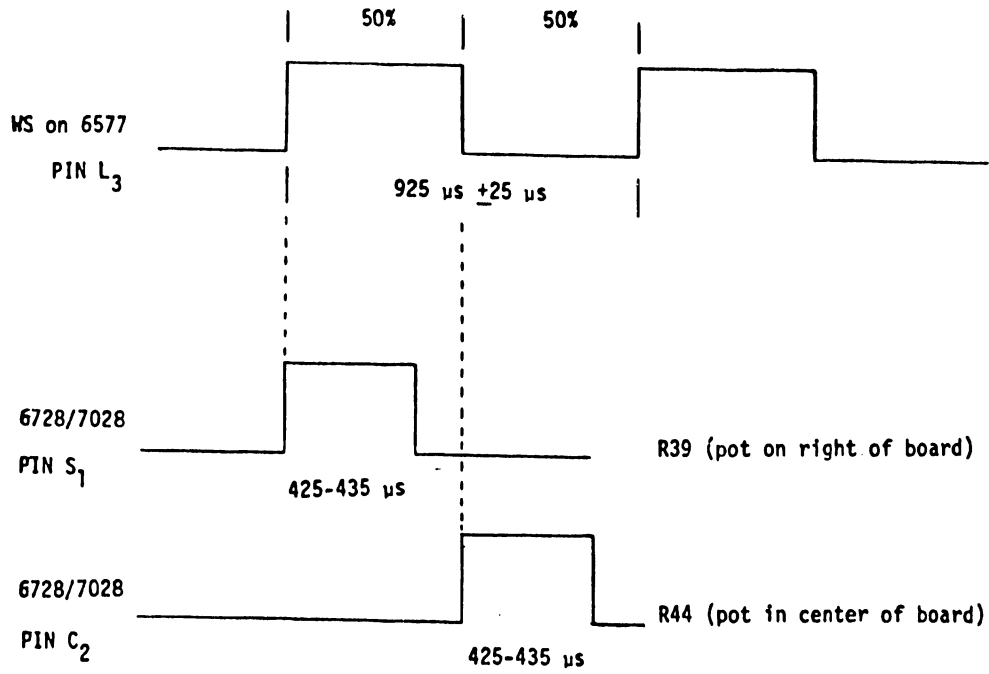 50%
50%
WS on 6577
PIN L3
925 µs ±25 µs
6728/7028
PIN S1
R39 (pot on right of board)
425-435 µs
6728/7028
PIN C2
R44 (pot in center of board)
425-435 µs